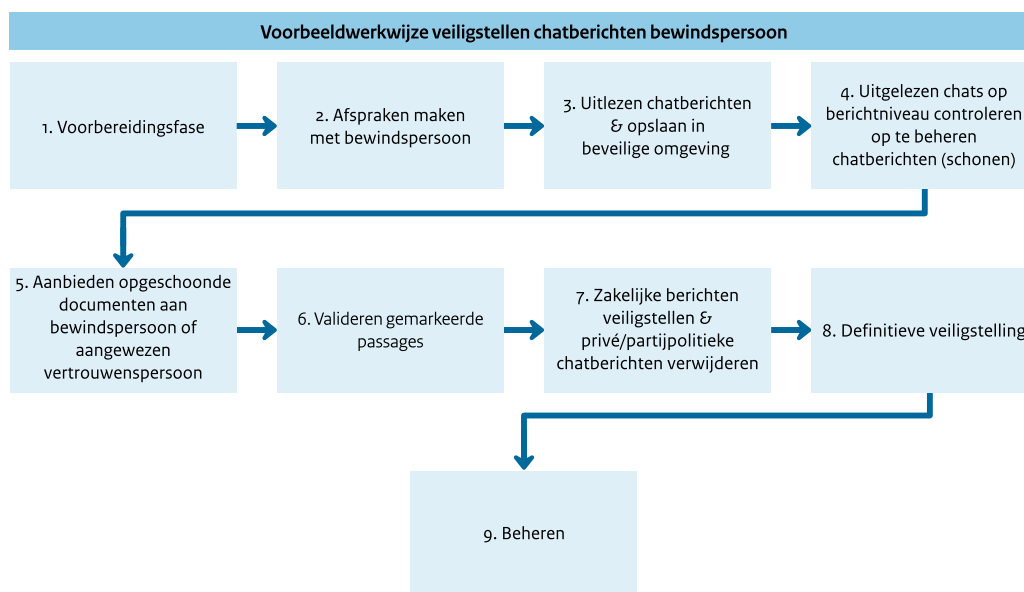 Voorbeeldwerkwijze veiligstellen chatberichten bewindspersoon
1. Voorbereidingsfase
2. Afspraken maken
met bewindspersoon
3. Uitlezen chatberichten
& opslaan in
beveilige omgeving
4. Uitgelezen chats op
berichtniveau controleren
op te beheren
chatberichten (schonen)
5. Aanbieden opgeschoonde
documenten aan
bewindspersoon of
aangewezen
vertrouwenspersoon
6. Valideren gemarkeerde
passages
7. Zakelijke berichten
veiligstellen &
privé/partijpolitieke
chatberichten verwijderen
8. Definitieve veiligstelling
9. Beheren